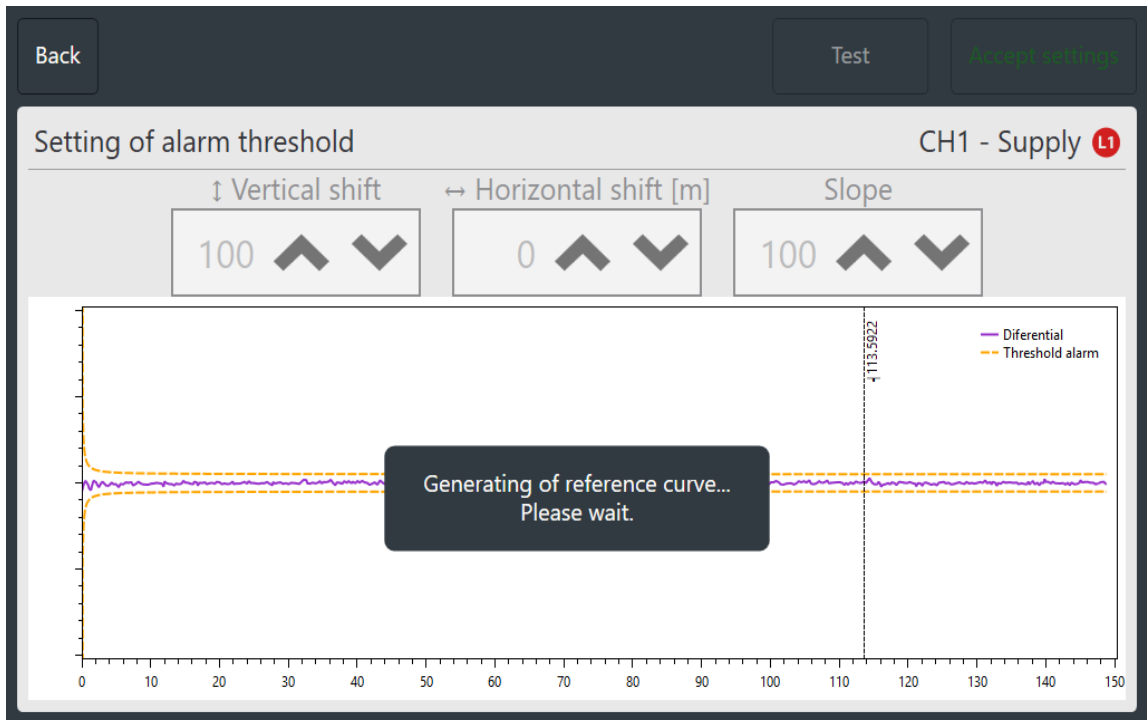 Back
Test
Accept settings
Setting of alarm threshold
CH1 - Supply L1
↕ Vertical shift
↔ Horizontal shift [m]
Slope
100
0
100
113.5922
Diferential
Threshold alarm
Generating of reference curve...
Please wait.
0 10 20 30 40 50 60 70 80 90 100 110 120 130 140 150